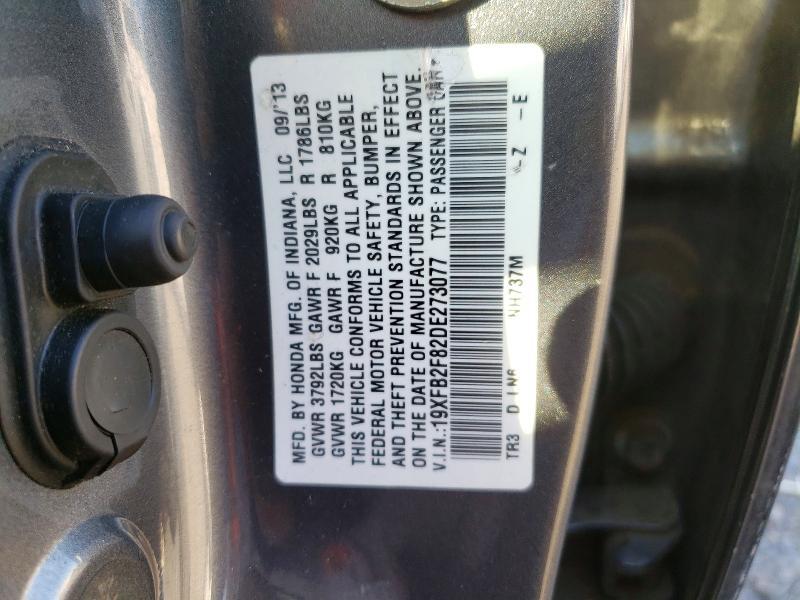 MFD. BY HONDA MFG. OF INDIANA, LLC 09/'13
GVWR 3792LBS GAWR F 2029LBS R 1786LBS
GVWR 1720KG GAWR F 920KG R 810KG
THIS VEHICLE CONFORMS TO ALL APPLICABLE
FEDERAL MOTOR VEHICLE SAFETY, BUMPER,
AND THEFT PREVENTION STANDARDS IN EFFECT
ON THE DATE OF MANUFACTURE SHOWN ABOVE.
V.I.N.:19XFB2F82DE273077 TYPE: PASSENGER CAR
TR3 NH737M -Z -E